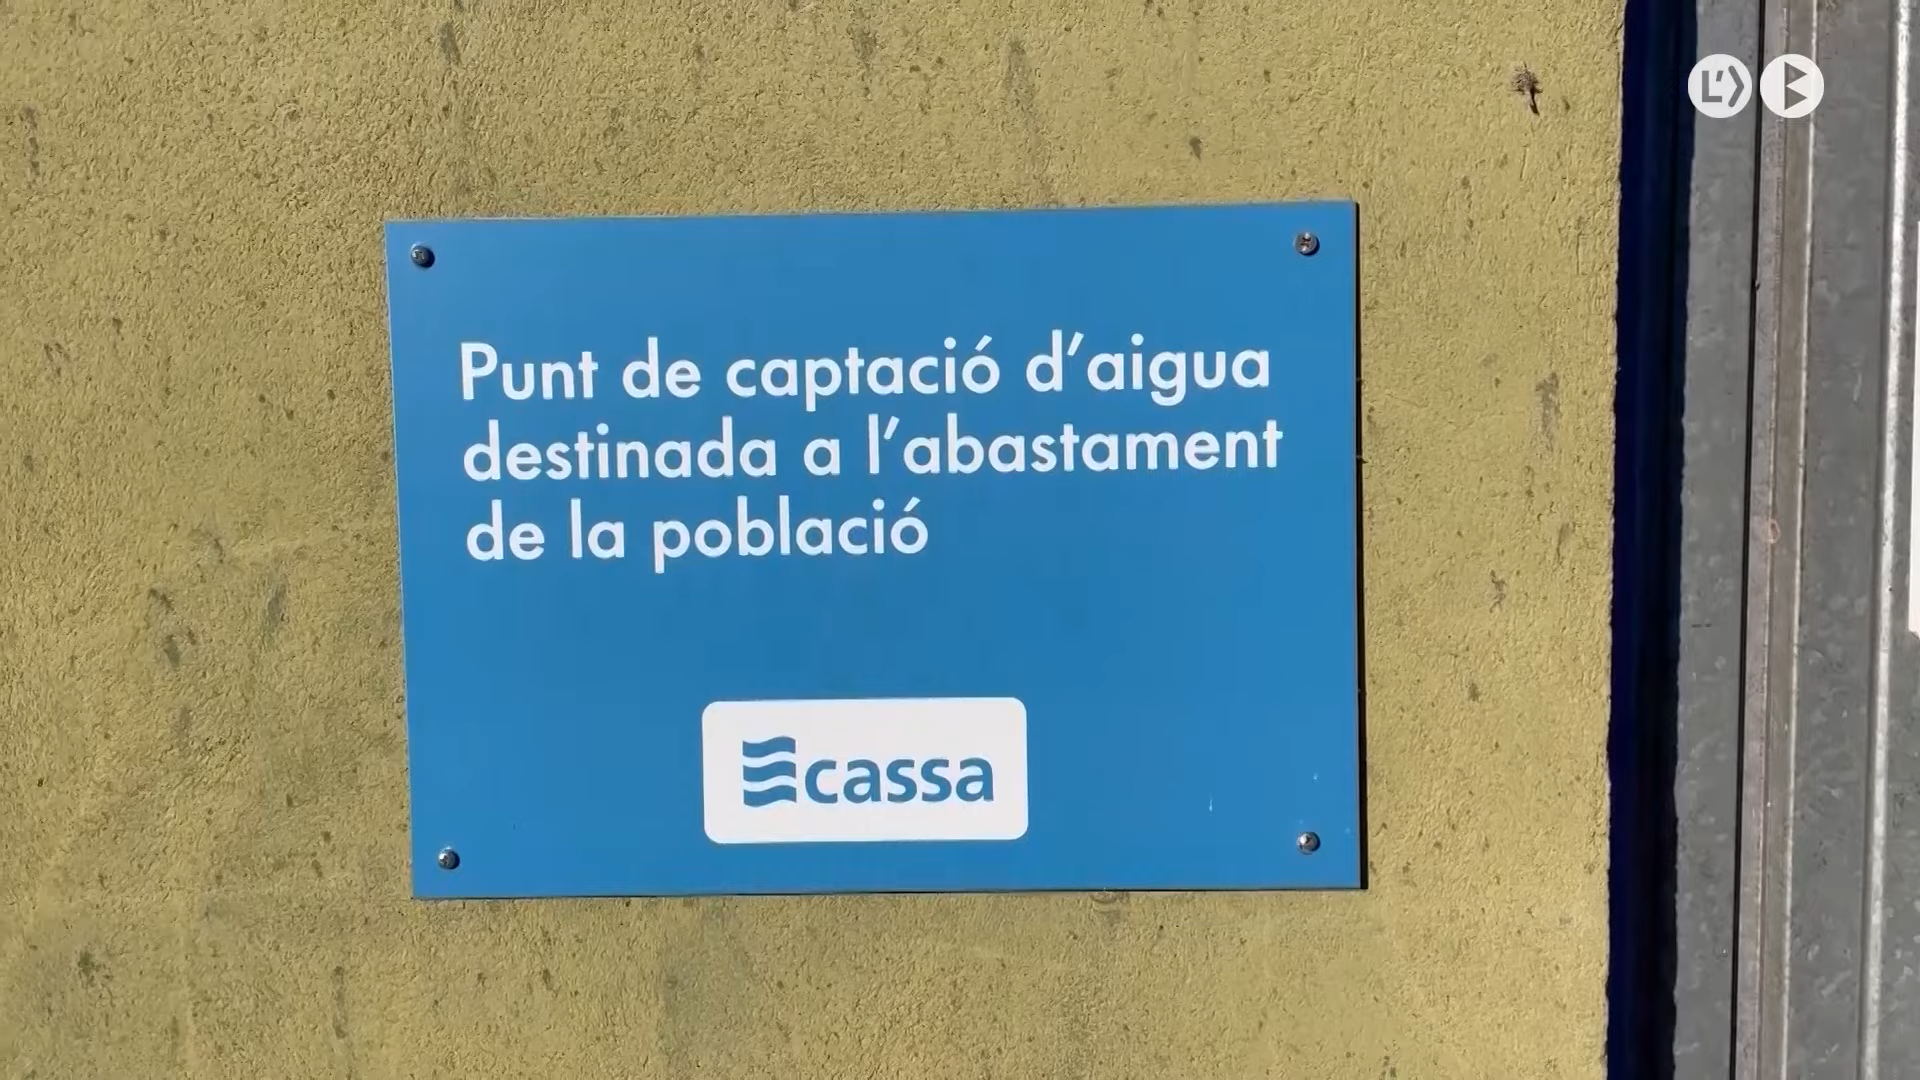 Punt de captació d’aigua
destinada a l’abastament
de la població
cassa